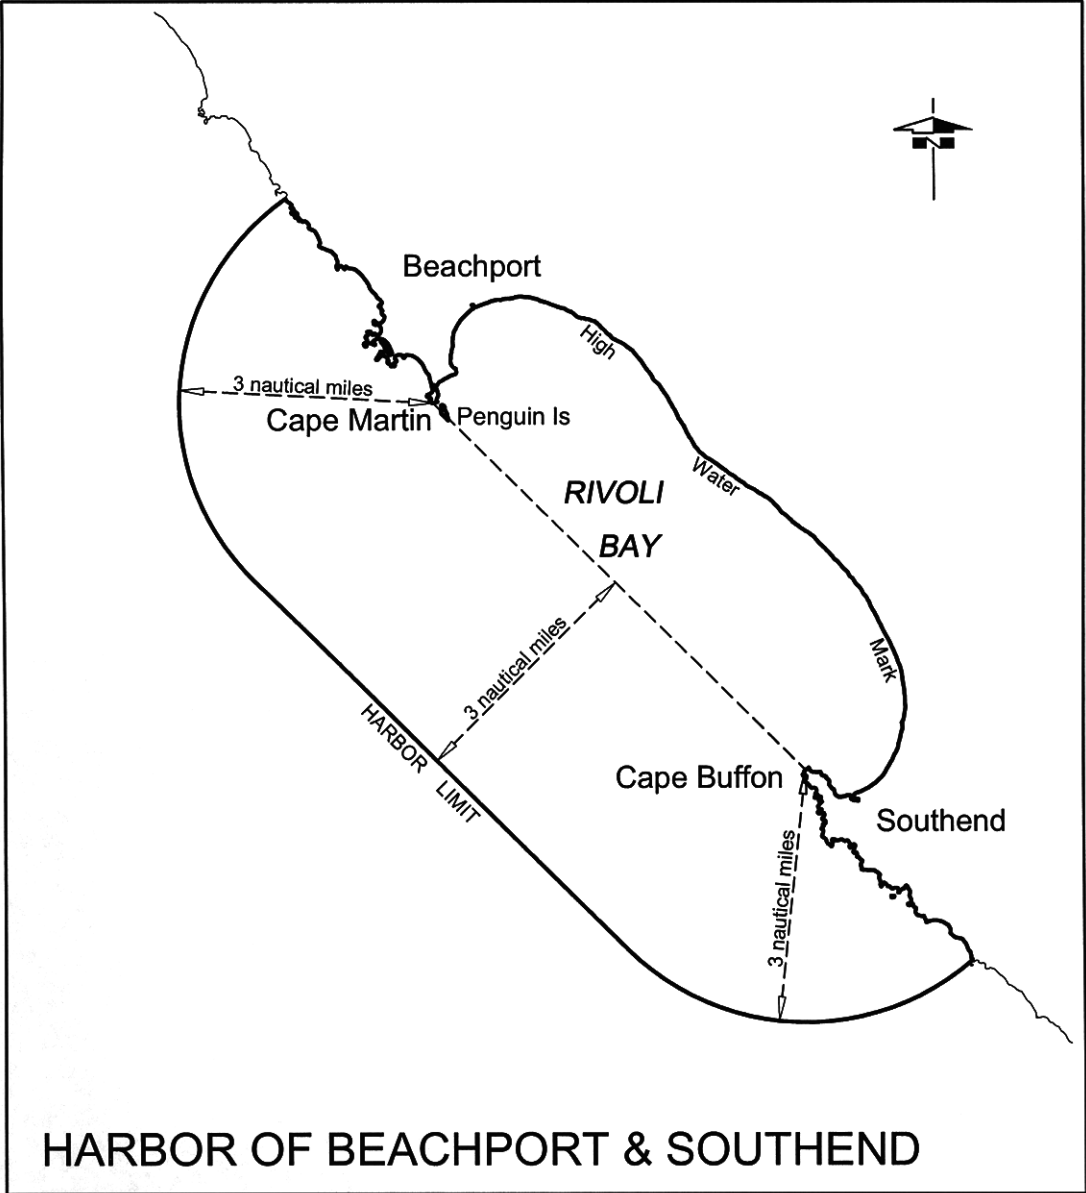 N
Beachport
High
3 nautical miles
Cape Martin
Penguin Is
Water
RIVOLI
BAY
3 nautical miles
Mark
HARBOR
LIMIT
Cape Buffon
Southend
3 nautical miles
HARBOR OF BEACHPORT & SOUTHEND